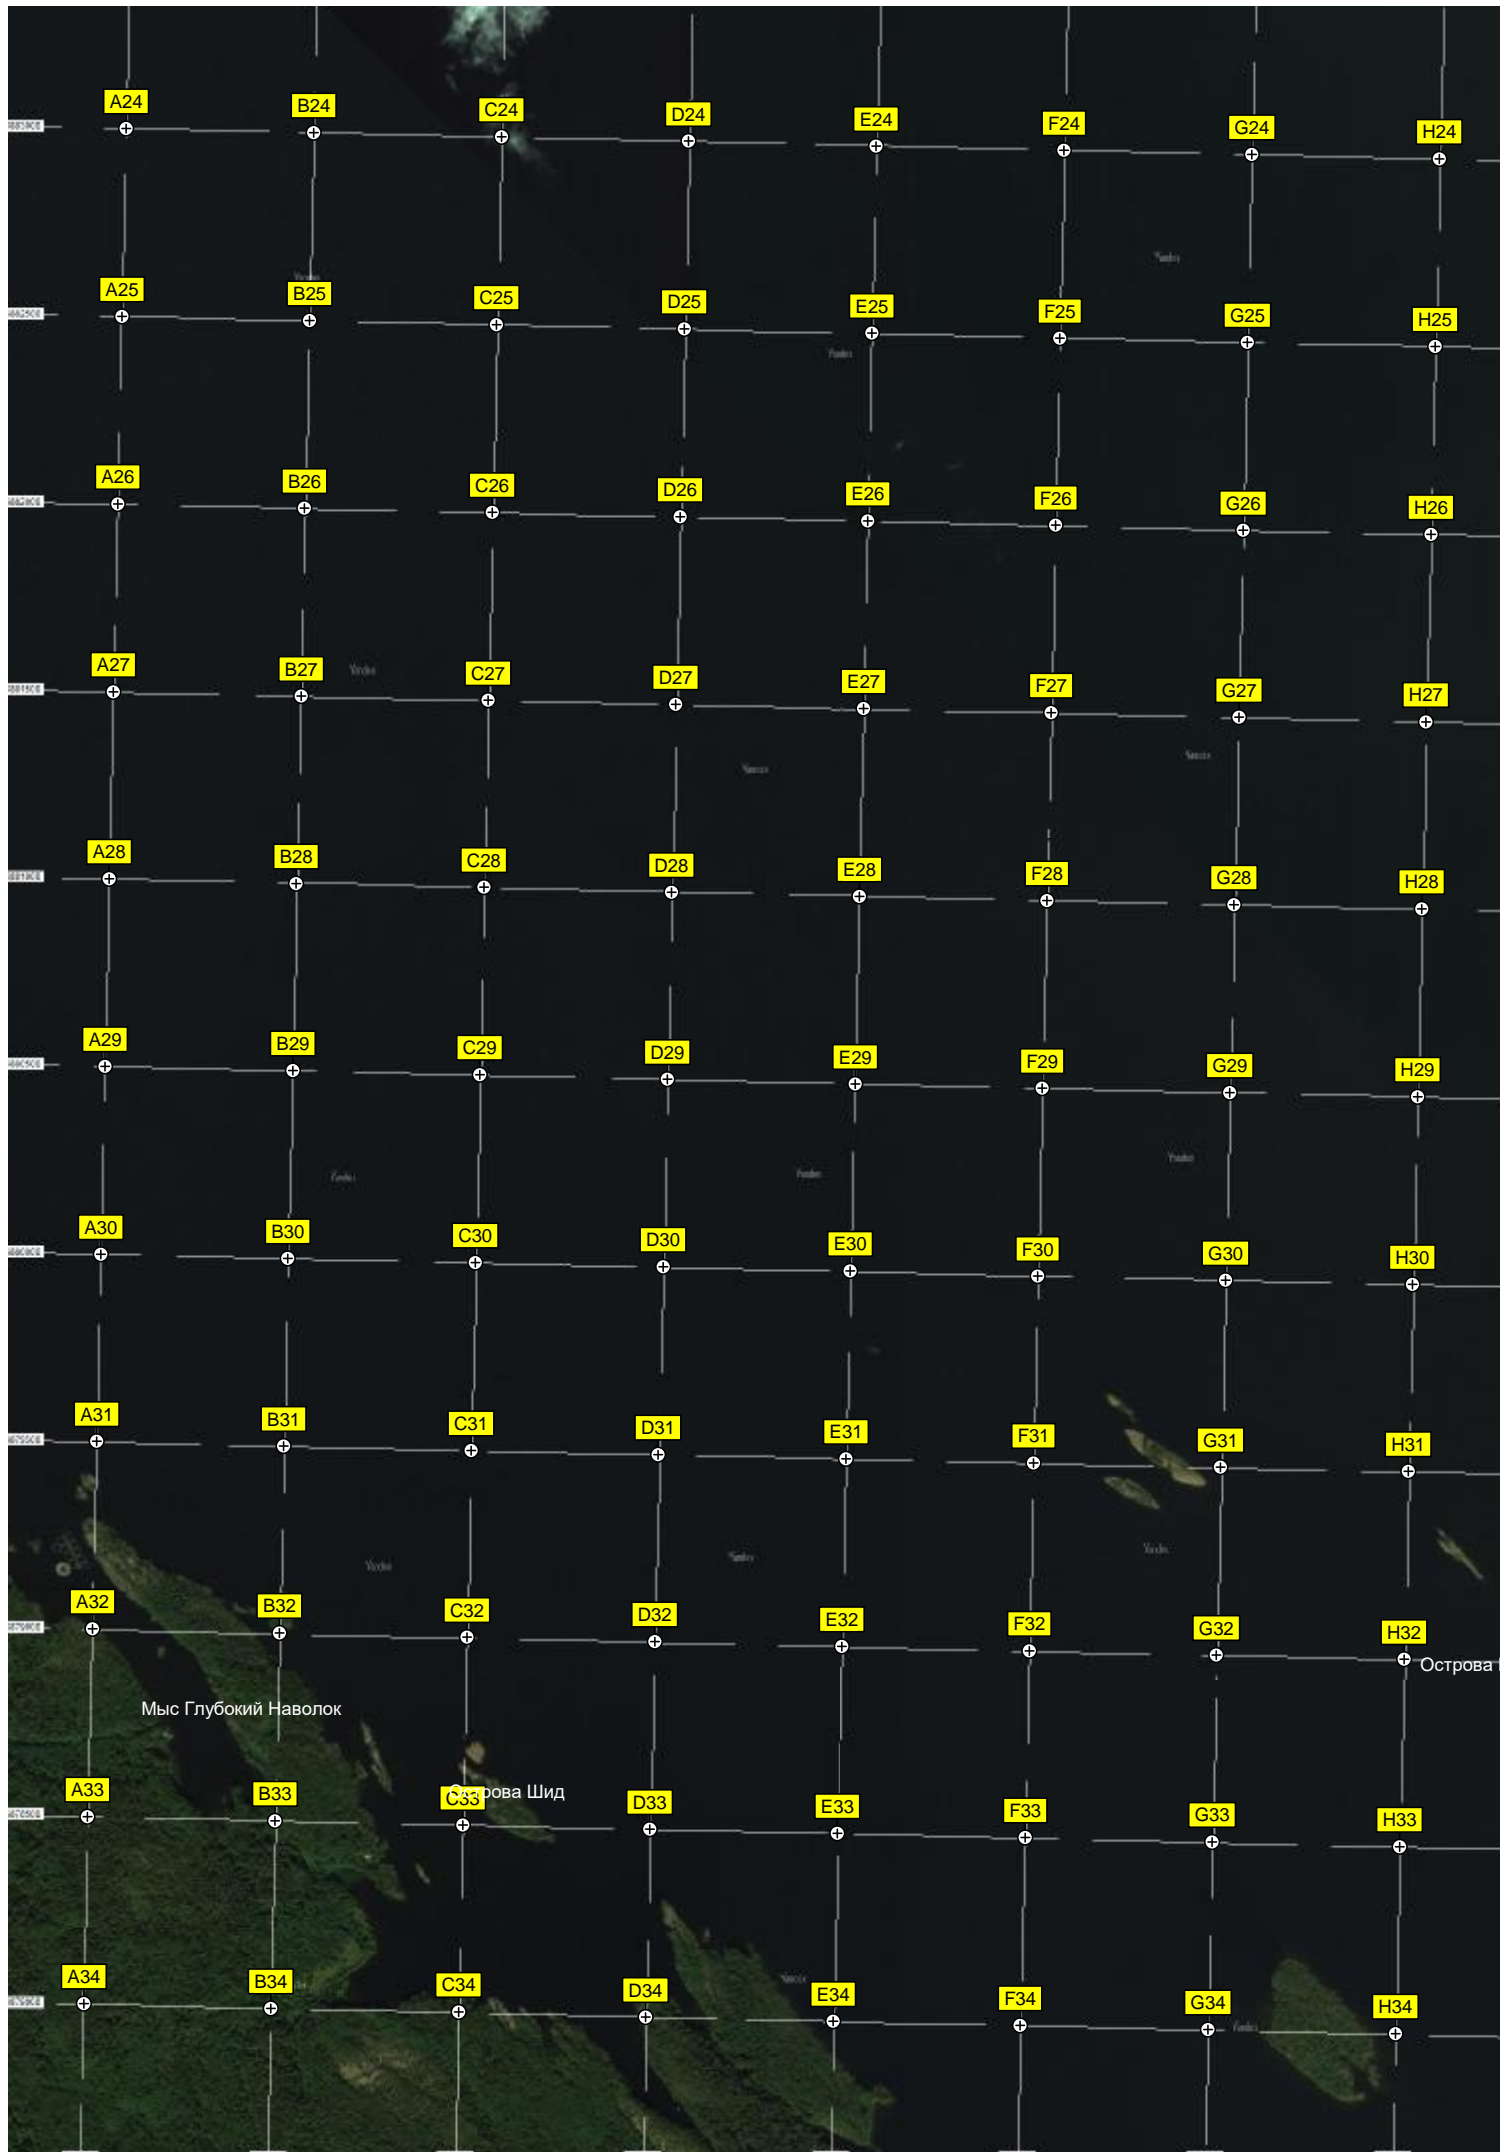 A24 B24 C24 D24 E24 F24 G24 H24
A25 B25 C25 D25 E25 F25 G25 H25
A26 B26 C26 D26 E26 F26 G26 H26
A27 B27 C27 D27 E27 F27 G27 H27
A28 B28 C28 D28 E28 F28 G28 H28
A29 B29 C29 D29 E29 F29 G29 H29
A30 B30 C30 D30 E30 F30 G30 H30
A31 B31 C31 D31 E31 F31 G31 H31
A32 B32 C32 D32 E32 F32 G32 H32
Острова
Мыс Глубокий Наволок
Острова Шид
A33 B33 C33 D33 E33 F33 G33 H33
A34 B34 C34 D34 E34 F34 G34 H34